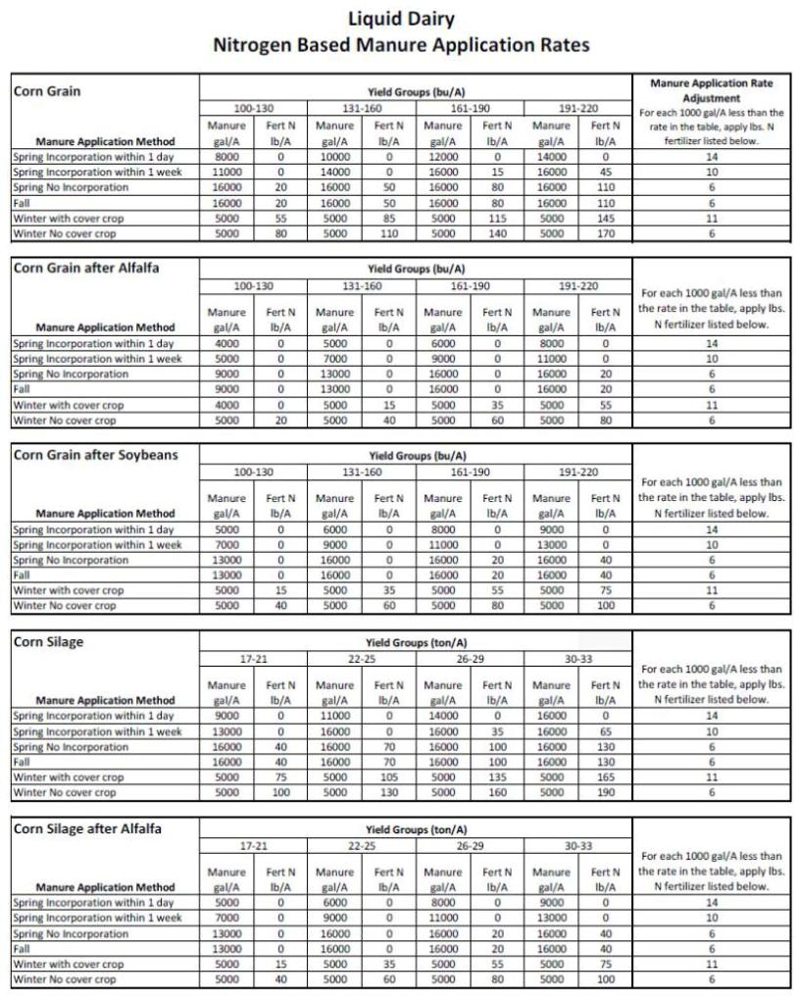 Liquid Dairy
Nitrogen Based Manure Application Rates
Corn Grain Yield Groups (bu/A) Manure Application Rate
Adjustment
100-130 131-160 161-190 191-220 For each 1000 gal/A less than the
Manure Fert N Manure Fert N Manure Fert N Manure Fert N rate in the table, apply lbs. N
Manure Application Method gal/A lb/A gal/A lb/A gal/A lb/A gal/A lb/A fertilizer listed below.
Spring Incorporation within 1 day 8000 0 10000 0 12000 0 14000 0 14
Spring Incorporation within 1 week 11000 0 14000 0 16000 15 16000 45 10
Spring No Incorporation 16000 20 16000 50 16000 80 16000 110 6
Fall 16000 20 16000 50 16000 80 16000 110 6
Winter with cover crop 5000 55 5000 85 5000 115 5000 145 11
Winter No cover crop 5000 80 5000 110 5000 140 5000 170 6
Corn Grain after Alfalfa Yield Groups (bu/A)
100-130 131-160 161-190 191-220 For each 1000 gal/A less than
Manure Fert N Manure Fert N Manure Fert N Manure Fert N the rate in the table, apply lbs.
Manure Application Method gal/A lb/A gal/A lb/A gal/A lb/A gal/A lb/A N fertilizer listed below.
Spring Incorporation within 1 day 4000 0 5000 0 6000 0 8000 0 14
Spring Incorporation within 1 week 5000 0 7000 0 9000 0 11000 0 10
Spring No Incorporation 9000 0 13000 0 16000 0 16000 20 6
Fall 9000 0 13000 0 16000 0 16000 20 6
Winter with cover crop 4000 0 5000 15 5000 35 5000 55 11
Winter No cover crop 5000 20 5000 40 5000 60 5000 80 6
Corn Grain after Soybeans Yield Groups (bu/A)
100-130 131-160 161-190 191-220 For each 1000 gal/A less than
Manure Fert N Manure Fert N Manure Fert N Manure Fert N the rate in the table, apply lbs.
Manure Application Method gal/A lb/A gal/A lb/A gal/A lb/A gal/A lb/A N fertilizer listed below.
Spring Incorporation within 1 day 5000 0 6000 0 8000 0 9000 0 14
Spring Incorporation within 1 week 7000 0 9000 0 11000 0 13000 0 10
Spring No Incorporation 13000 0 16000 0 16000 20 16000 40 6
Fall 13000 0 16000 0 16000 20 16000 40 6
Winter with cover crop 5000 15 5000 35 5000 55 5000 75 11
Winter No cover crop 5000 40 5000 60 5000 80 5000 100 6
Corn Silage Yield Groups (ton/A)
17-21 22-25 26-29 30-33 For each 1000 gal/A less than
Manure Fert N Manure Fert N Manure Fert N Manure Fert N the rate in the table, apply lbs.
Manure Application Method gal/A lb/A gal/A lb/A gal/A lb/A gal/A lb/A N fertilizer listed below.
Spring Incorporation within 1 day 9000 0 11000 0 14000 0 16000 0 14
Spring Incorporation within 1 week 13000 0 16000 0 16000 35 16000 65 10
Spring No Incorporation 16000 40 16000 70 16000 100 16000 130 6
Fall 16000 40 16000 70 16000 100 16000 130 6
Winter with cover crop 5000 75 5000 105 5000 135 5000 165 11
Winter No cover crop 5000 100 5000 130 5000 160 5000 190 6
Corn Silage after Alfalfa Yield Groups (ton/A)
17-21 22-25 26-29 30-33 For each 1000 gal/A less than
Manure Fert N Manure Fert N Manure Fert N Manure Fert N the rate in the table, apply lbs.
Manure Application Method gal/A lb/A gal/A lb/A gal/A lb/A gal/A lb/A N fertilizer listed below.
Spring Incorporation within 1 day 5000 0 6000 0 8000 0 9000 0 14
Spring Incorporation within 1 week 7000 0 9000 0 11000 0 13000 0 10
Spring No Incorporation 13000 0 16000 0 16000 20 16000 40 6
Fall 13000 0 16000 0 16000 20 16000 40 6
Winter with cover crop 5000 15 5000 35 5000 55 5000 75 11
Winter No cover crop 5000 40 5000 60 5000 80 5000 100 6